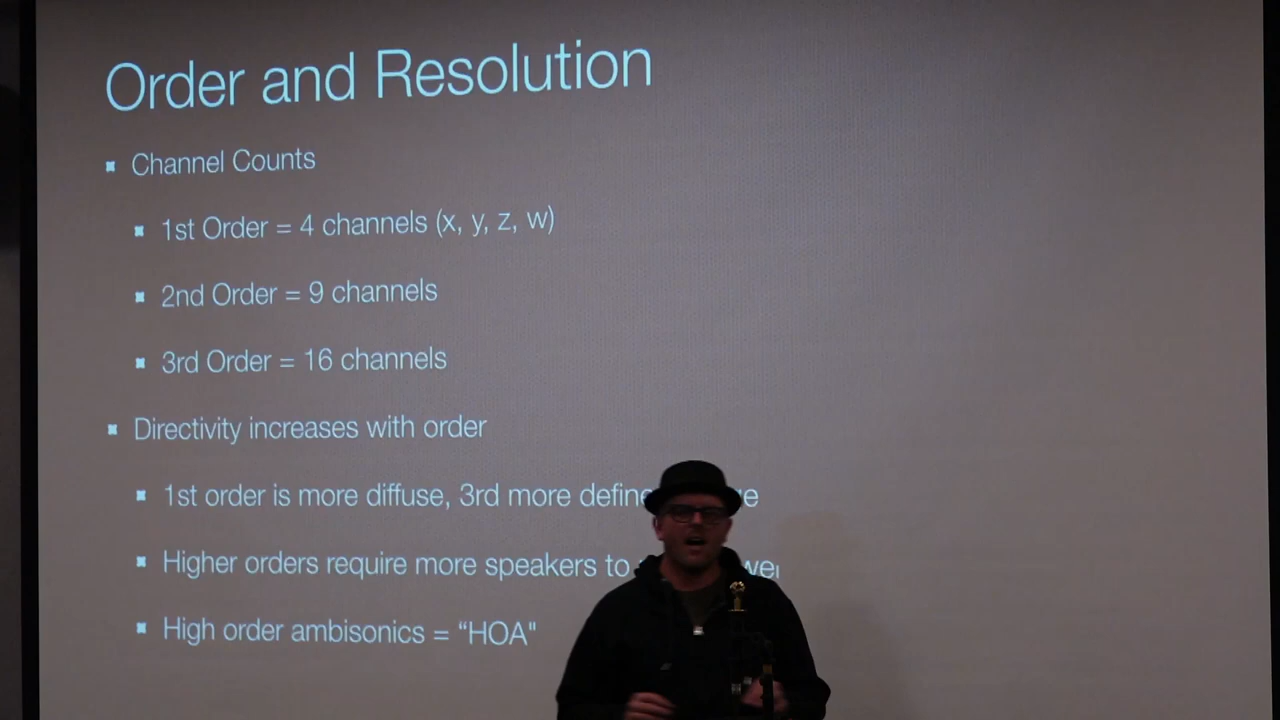 Order and Resolution
Channel Counts
1st Order = 4 channels (x, y, z, w)
2nd Order = 9 channels
3rd Order = 16 channels
Directivity increases with order
1st order is more diffuse, 3rd more
Higher orders require more speakers to
High order ambisonics = "HOA"